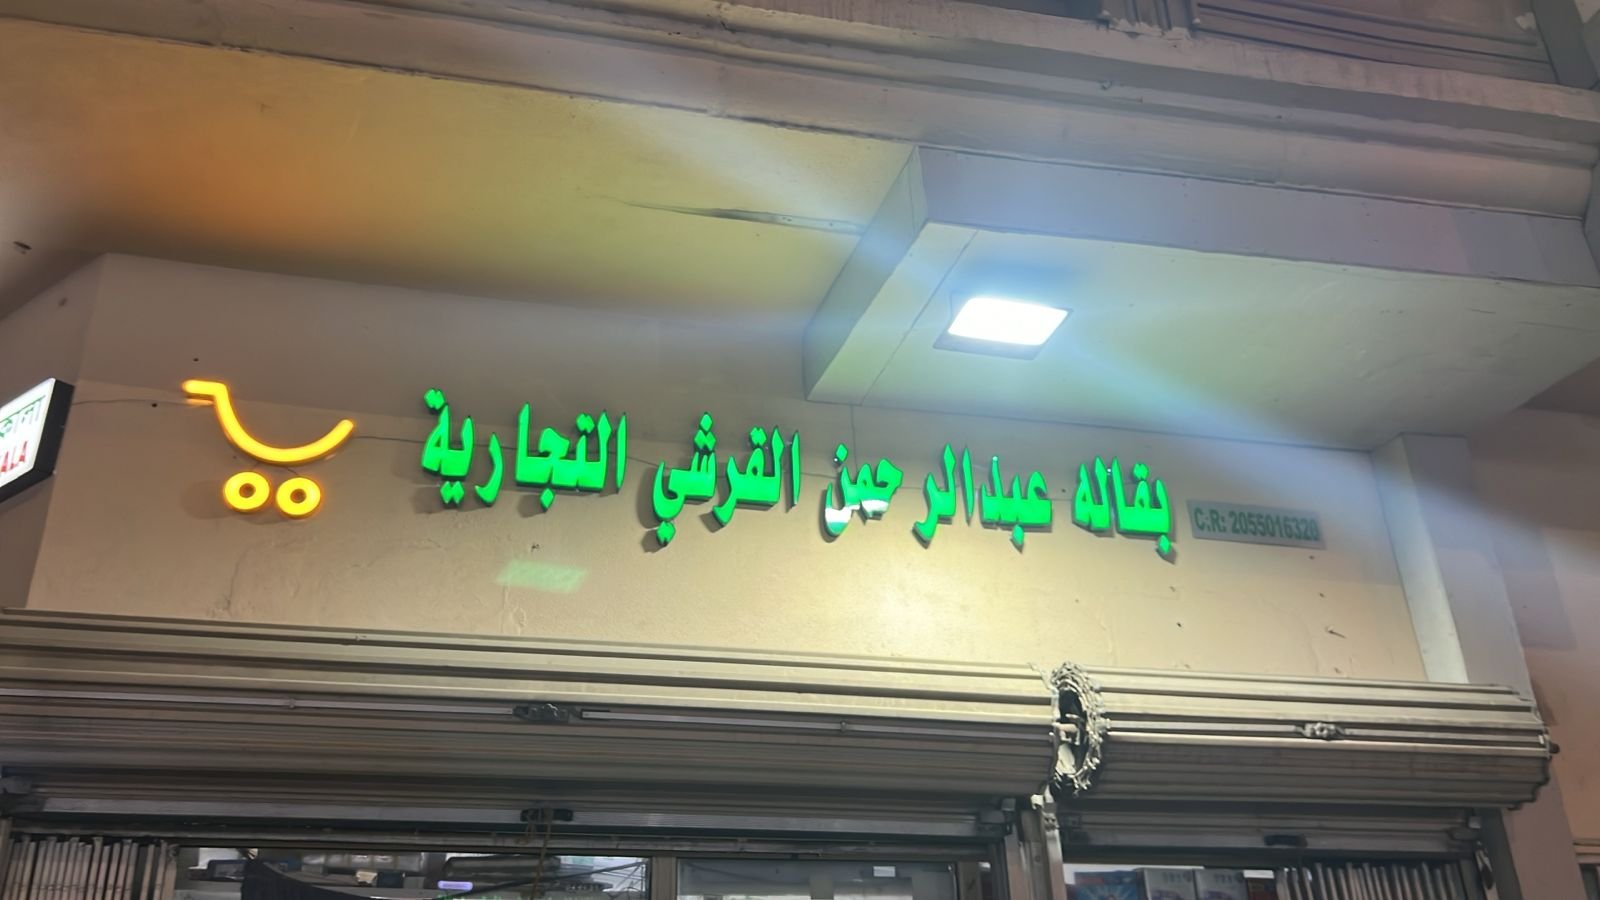 بقاله عبدالرحمن القرشي التجارية
C.R: 2055016320